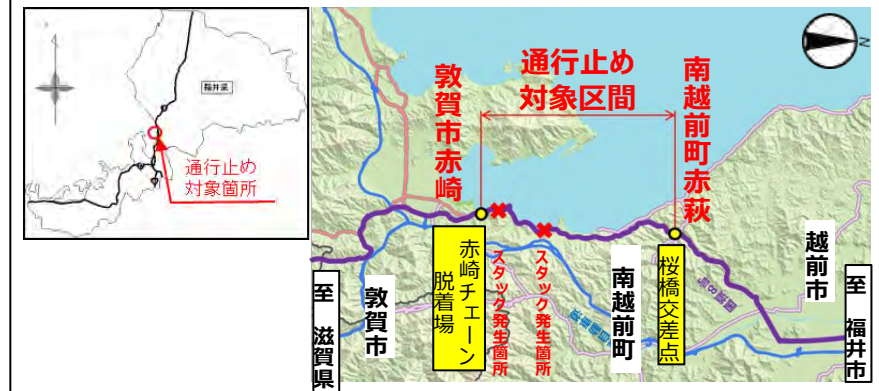 福井県
通行止め
対象箇所
通行止め
対象区間
敦賀市赤崎
南越前町赤萩
N
赤崎チェーン
脱着場
スタック発生箇所
スタック発生箇所
桜橋交差点
至 滋賀県
敦賀市
南越前町
越前市
至 福井市
国道8号